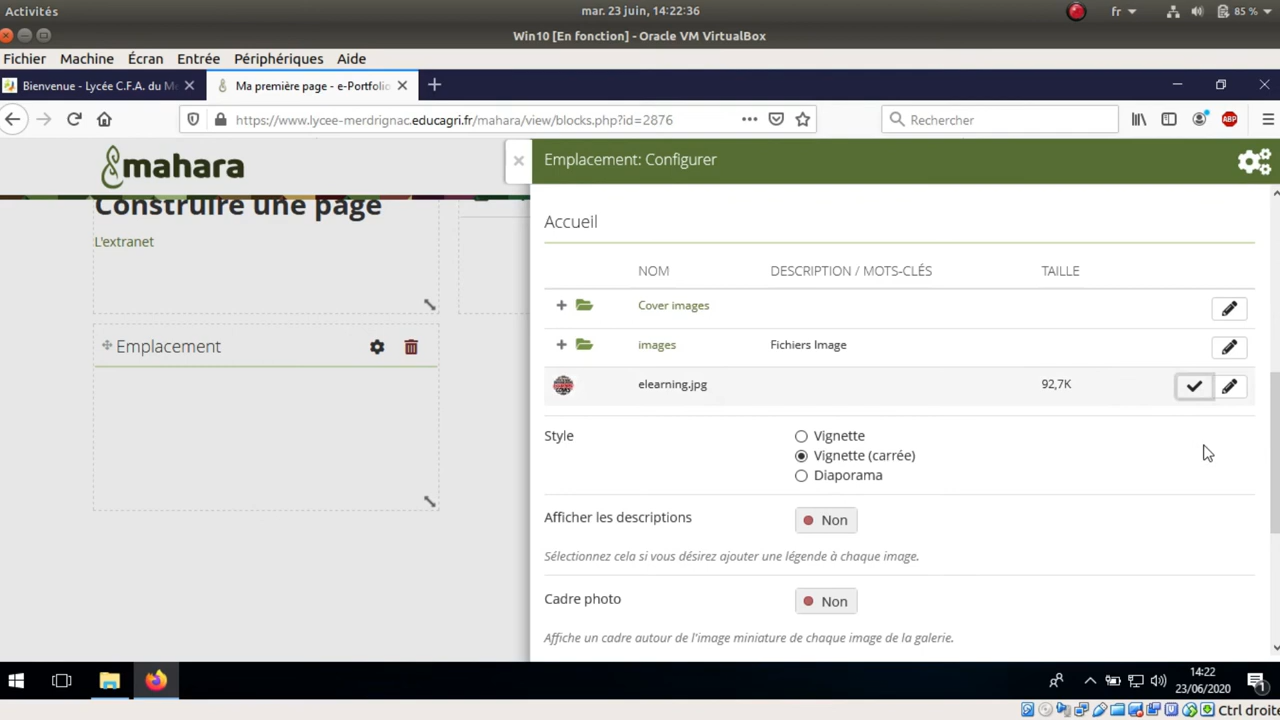 Activités
mar. 23 juin, 14:22:36
fr
85 %
Win10 [En fonction] - Oracle VM VirtualBox
Fichier Machine Écran Entrée Périphériques Aide
Bienvenue - Lycée C.F.A. du Me
Ma première page - e-Portfolio
https://www.lycee-merdrignac.educagri.fr/mahara/view/blocks.php?id=2876
Rechercher
ABP
mahara
Emplacement: Configurer
Construire une page
L'extranet
Emplacement
Accueil
NOM DESCRIPTION / MOTS-CLÉS TAILLE
Cover images
images Fichiers Image
elearning.jpg 92,7K
Style
Vignette
Vignette (carrée)
Diaporama
Afficher les descriptions
Non
Sélectionnez cela si vous désirez ajouter une légende à chaque image.
Cadre photo
Non
Affiche un cadre autour de l'image miniature de chaque image de la galerie.
14:22
23/06/2020
1
Ctrl droite